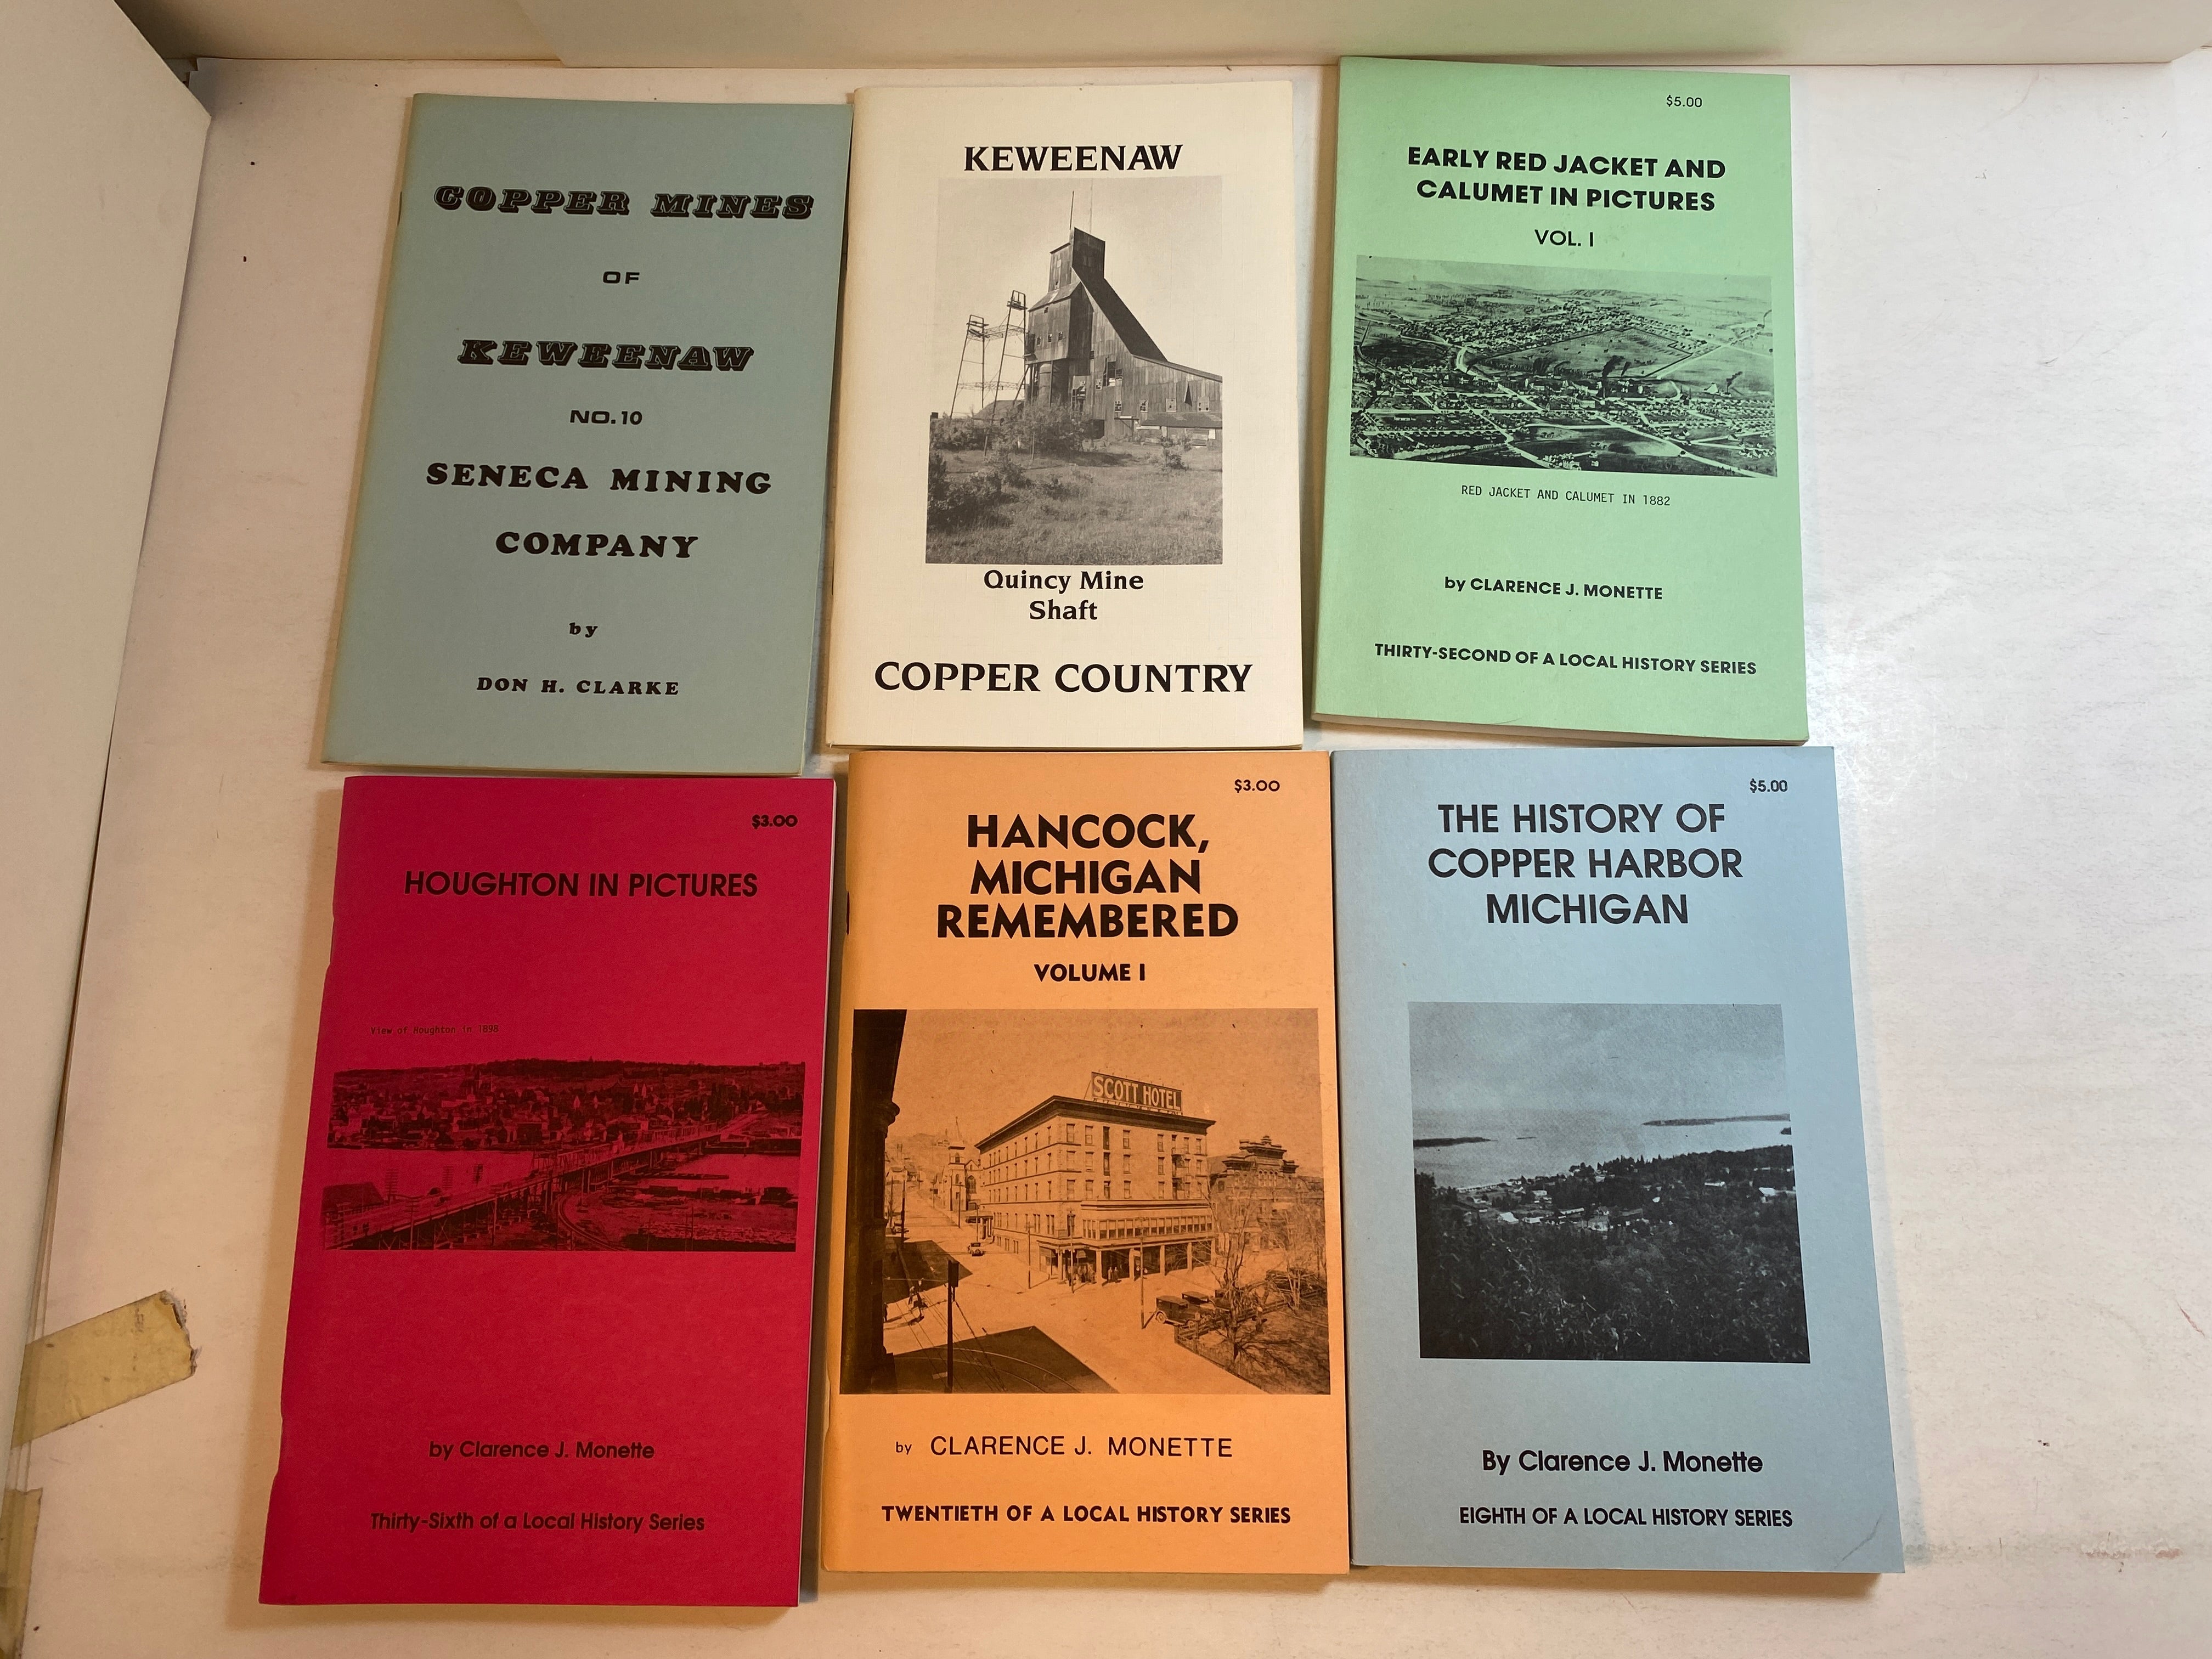 COPPER MINES
OF
KEWEENAW
NO.10
SENECA MINING
COMPANY
by
DON H. CLARKE
KEWEENAW
Quincy Mine
Shaft
COPPER COUNTRY
$5.00
EARLY RED JACKET AND
CALUMET IN PICTURES
VOL. I
RED JACKET AND CALUMET IN 1882
by CLARENCE J. MONETTE
THIRTY-SECOND OF A LOCAL HISTORY SERIES
$3.00
HOUGHTON IN PICTURES
View of Houghton in 1898
by Clarence J. Monette
Thirty-Sixth of a Local History Series
$3.00
HANCOCK,
MICHIGAN
REMEMBERED
VOLUME I
SCOTT HOTEL
by CLARENCE J. MONETTE
TWENTIETH OF A LOCAL HISTORY SERIES
$5.00
THE HISTORY OF
COPPER HARBOR
MICHIGAN
By Clarence J. Monette
EIGHTH OF A LOCAL HISTORY SERIES